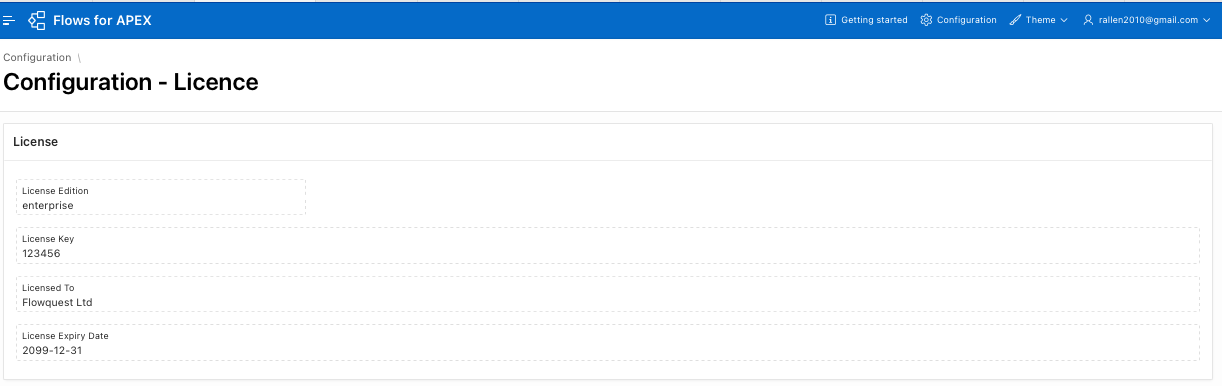 Flows for APEX Getting started Configuration Theme rallen2010@gmail.com
Configuration \
Configuration - Licence
License
License Edition
enterprise
License Key
123456
Licensed To
Flowquest Ltd
License Expiry Date
2099-12-31